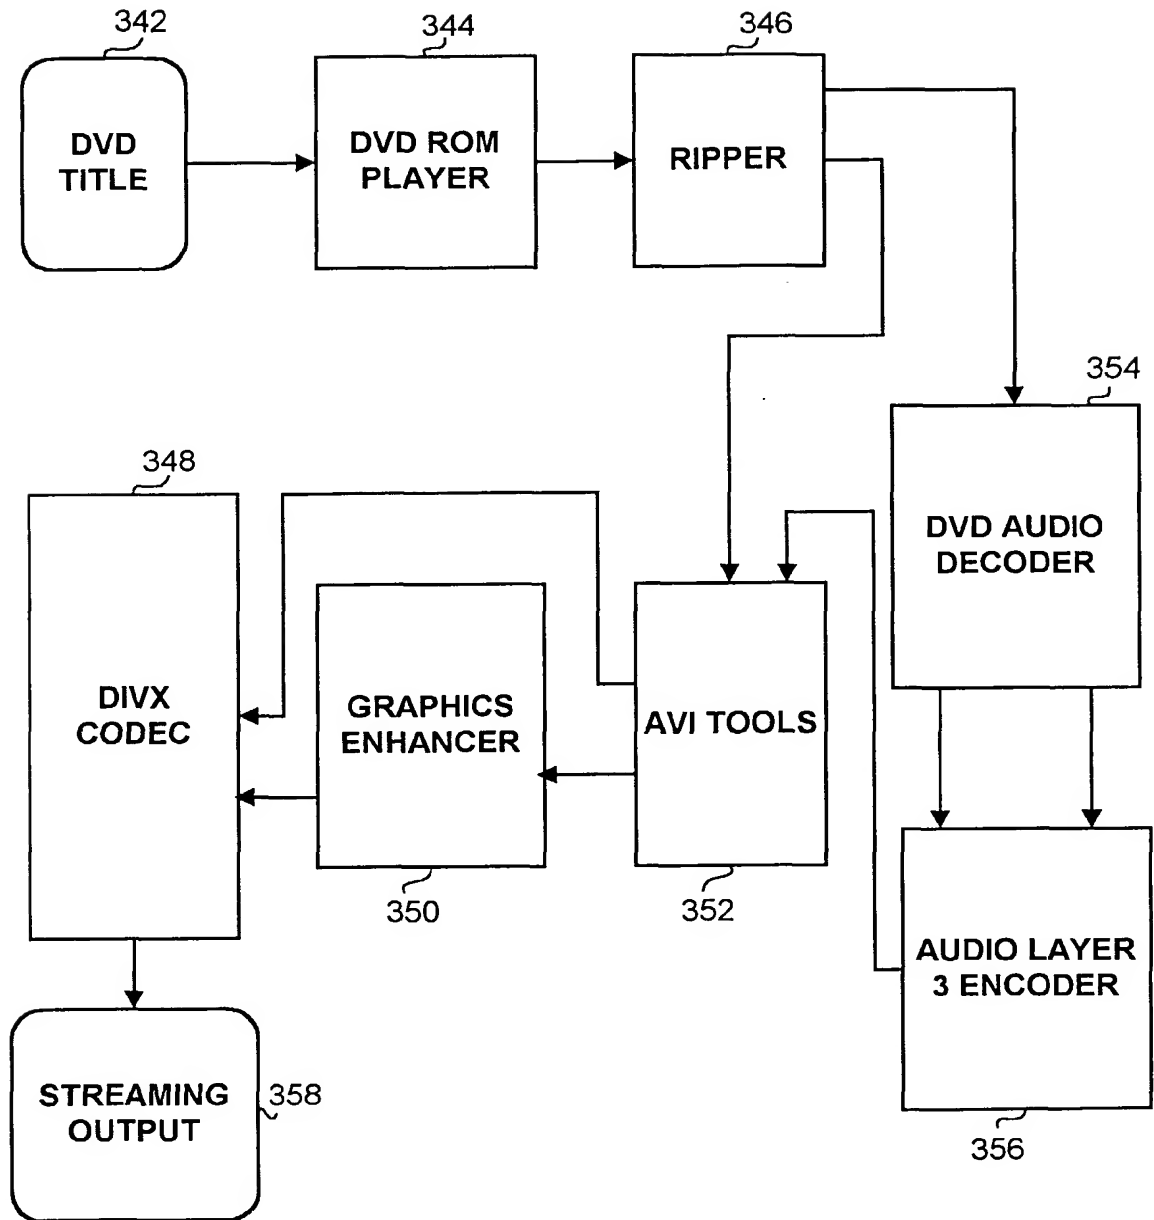 342
344
346
DVD
TITLE
DVD ROM
PLAYER
RIPPER
354
348
DVD AUDIO
DECODER
DIVX
CODEC
GRAPHICS
ENHANCER
AVI TOOLS
350
352
AUDIO LAYER
3 ENCODER
STREAMING
OUTPUT
358
356